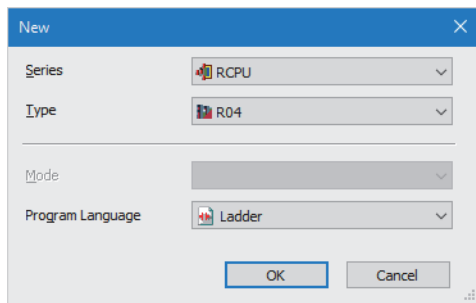 New
Series RCPU
Type R04
Mode
Program Language Ladder
OK Cancel